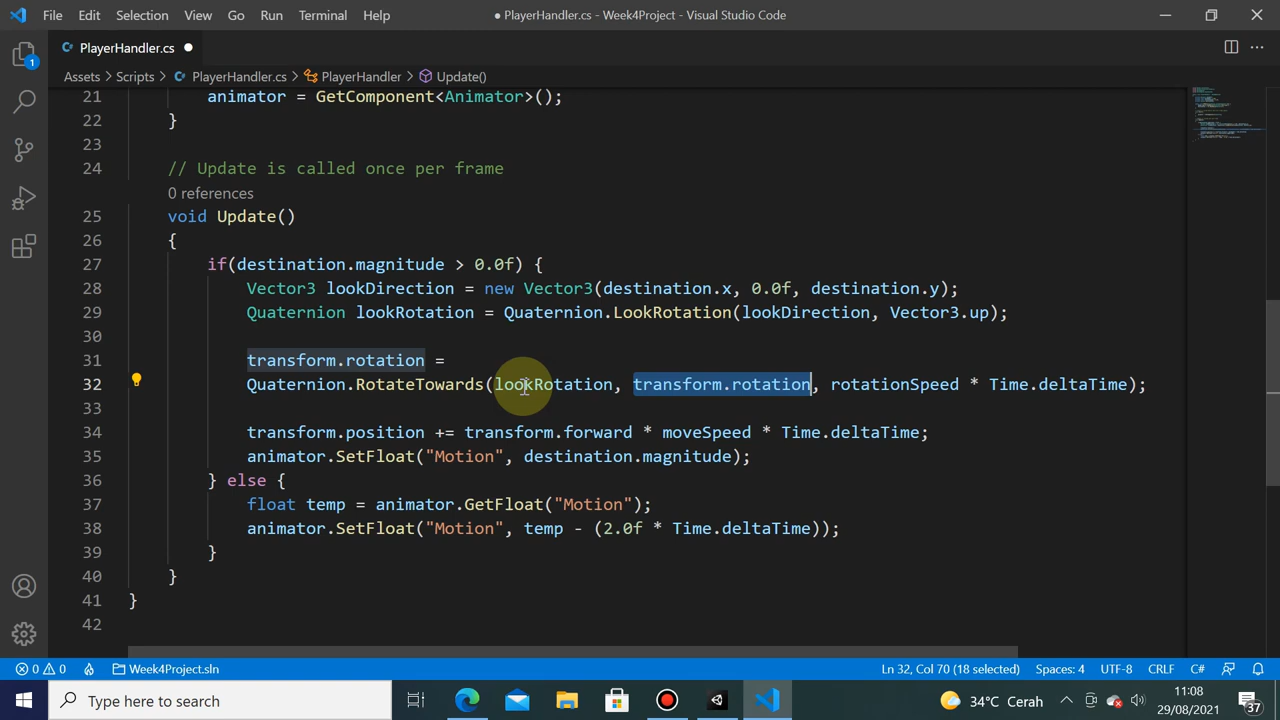 File Edit Selection View Go Run Terminal Help ● PlayerHandler.cs - Week4Project - Visual Studio Code
PlayerHandler.cs
Assets > Scripts > PlayerHandler.cs > PlayerHandler > Update()
21 animator = GetComponent<Animator>();
22 }
23
24 // Update is called once per frame
0 references
25 void Update()
26 {
27 if(destination.magnitude > 0.0f) {
28 Vector3 lookDirection = new Vector3(destination.x, 0.0f, destination.y);
29 Quaternion lookRotation = Quaternion.LookRotation(lookDirection, Vector3.up);
30
31 transform.rotation =
32 Quaternion.RotateTowards(lookRotation, transform.rotation, rotationSpeed * Time.deltaTime);
33
34 transform.position += transform.forward * moveSpeed * Time.deltaTime;
35 animator.SetFloat("Motion", destination.magnitude);
36 } else {
37 float temp = animator.GetFloat("Motion");
38 animator.SetFloat("Motion", temp - (2.0f * Time.deltaTime));
39 }
40 }
41 }
42
1
0 0 Week4Project.sln Ln 32, Col 70 (18 selected) Spaces: 4 UTF-8 CRLF C#
Type here to search 34°C Cerah 11:08
29/08/2021 37